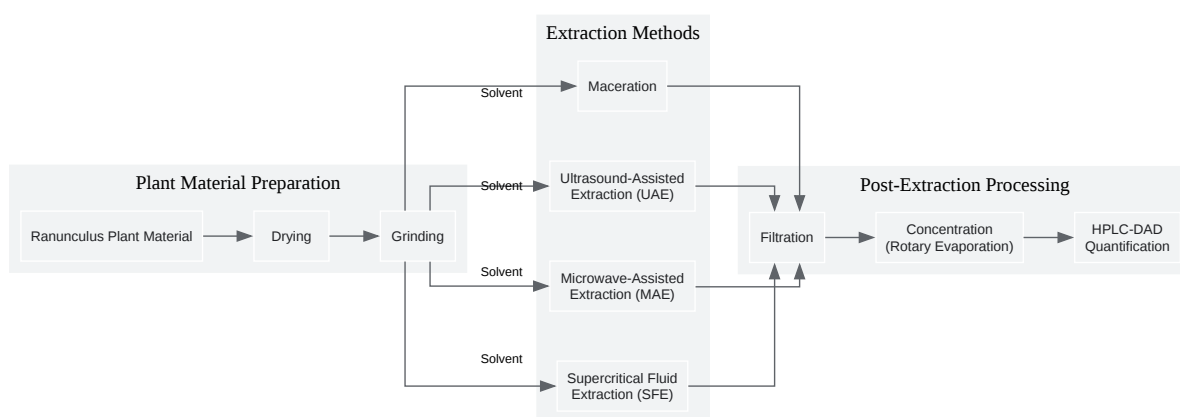 Extraction Methods
Solvent
Maceration
Plant Material Preparation
Ranunculus Plant Material
Drying
Grinding
Solvent
Ultrasound-Assisted
Extraction (UAE)
Solvent
Microwave-Assisted
Extraction (MAE)
Solvent
Supercritical Fluid
Extraction (SFE)
Post-Extraction Processing
Filtration
Concentration
(Rotary Evaporation)
HPLC-DAD
Quantification